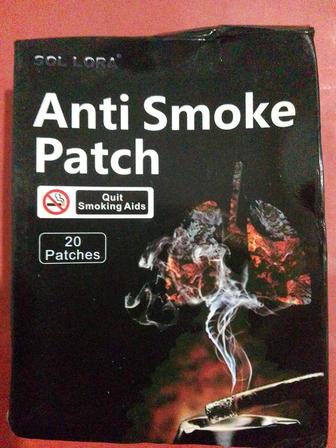 SOL LORA®
Anti Smoke
Patch
Quit
Smoking Aids
20
Patches